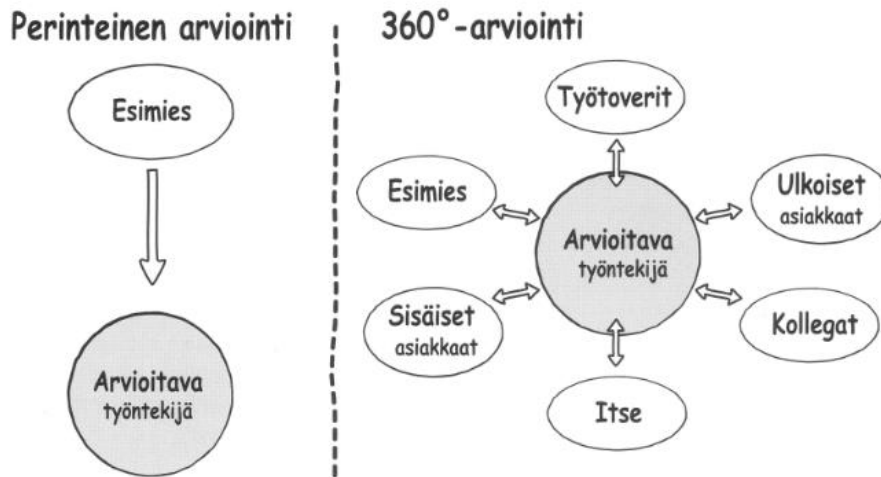 Perinteinen arviointi
Esimies
Arvioitava
työntekijä
360°-arviointi
Työtoverit
Esimies
Ulkoiset
asiakkaat
Arvioitava
työntekijä
Sisäiset
asiakkaat
Kollegat
Itse